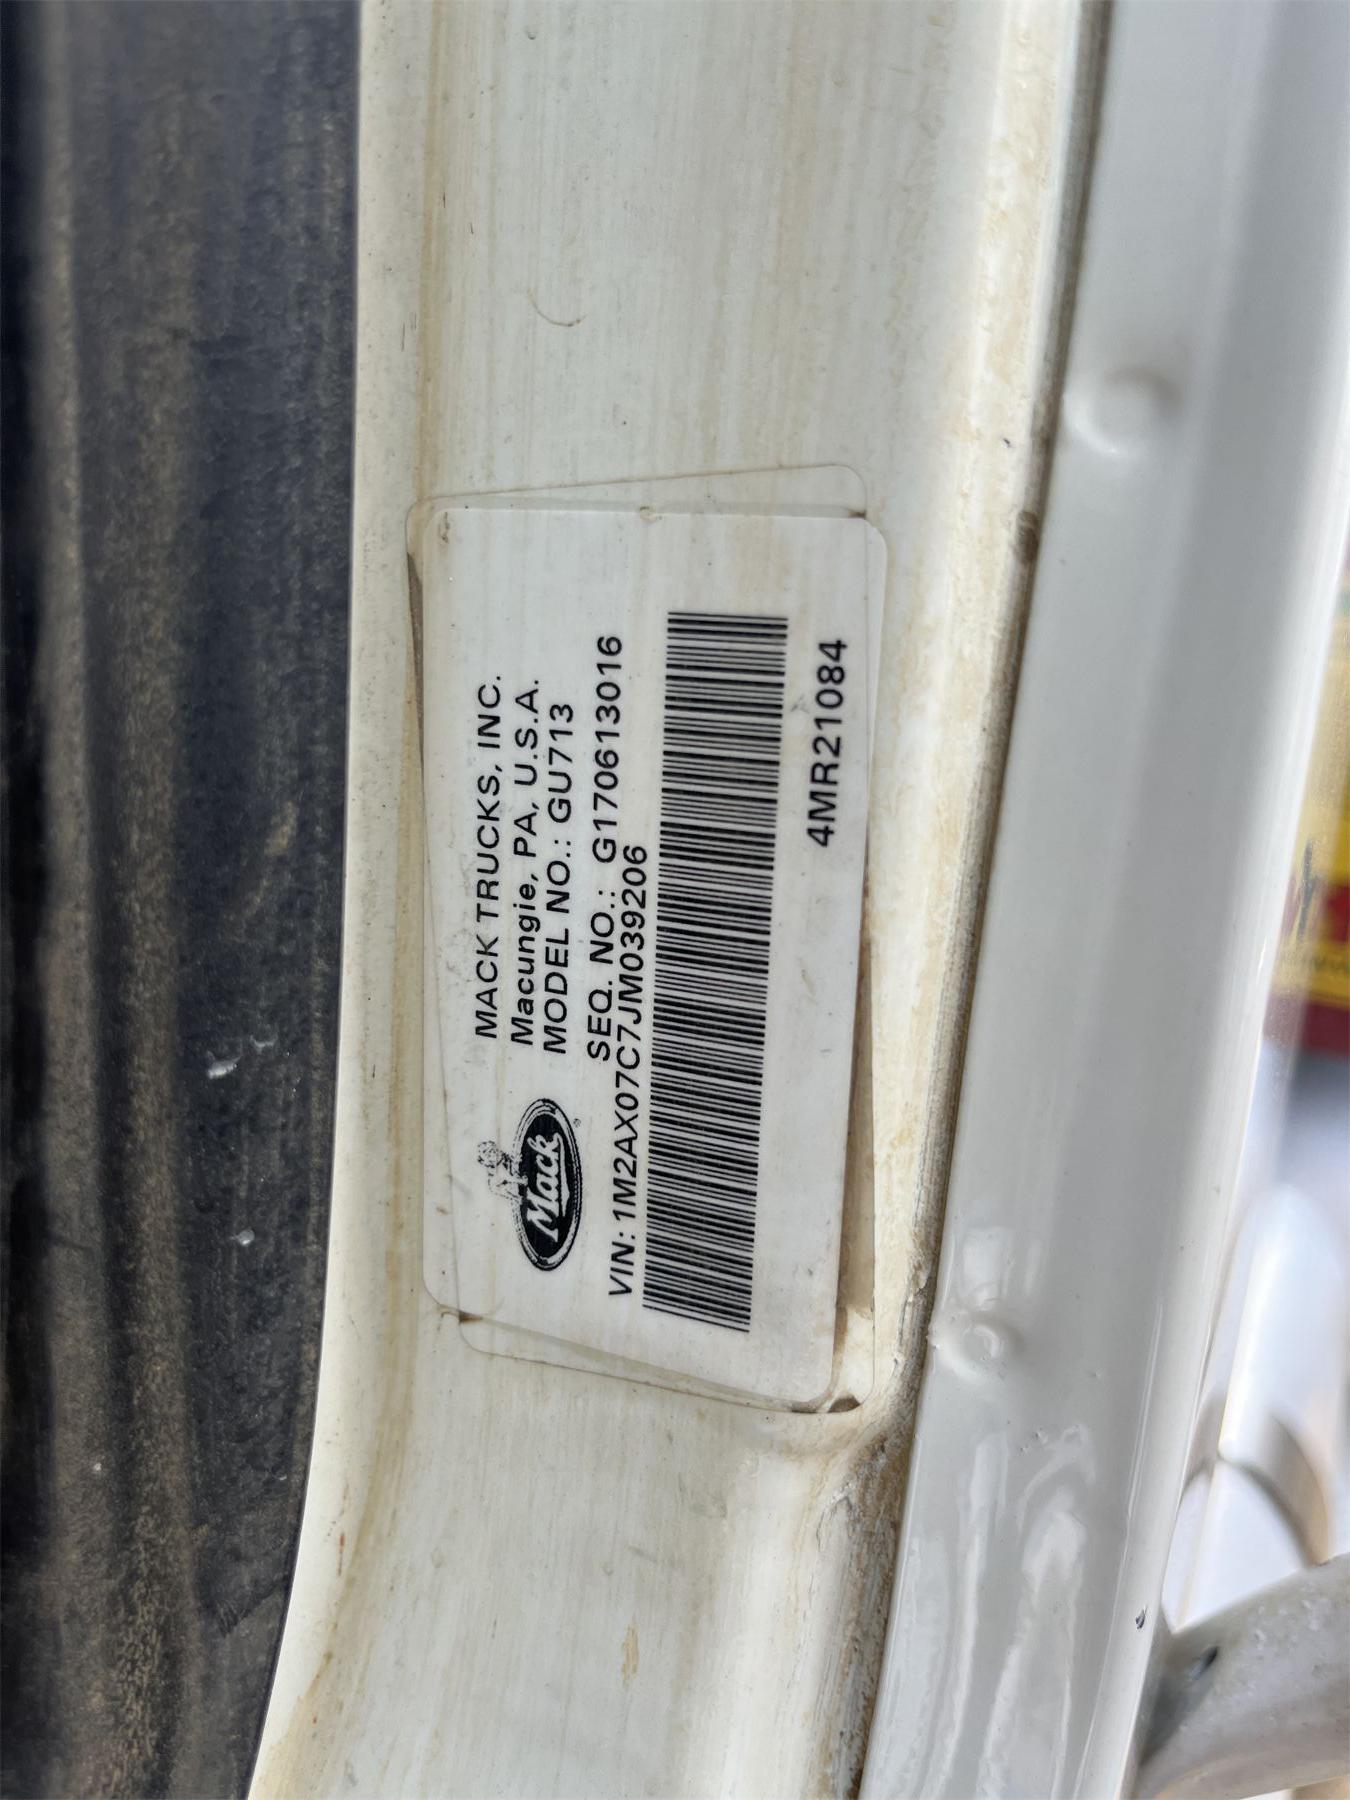 MACK TRUCKS, INC.
Macungie, PA, U.S.A.
MODEL NO.: GU713
SEQ. NO.: G170613016
Mack
VIN: 1M2AX07C7JM039206
4MR21084